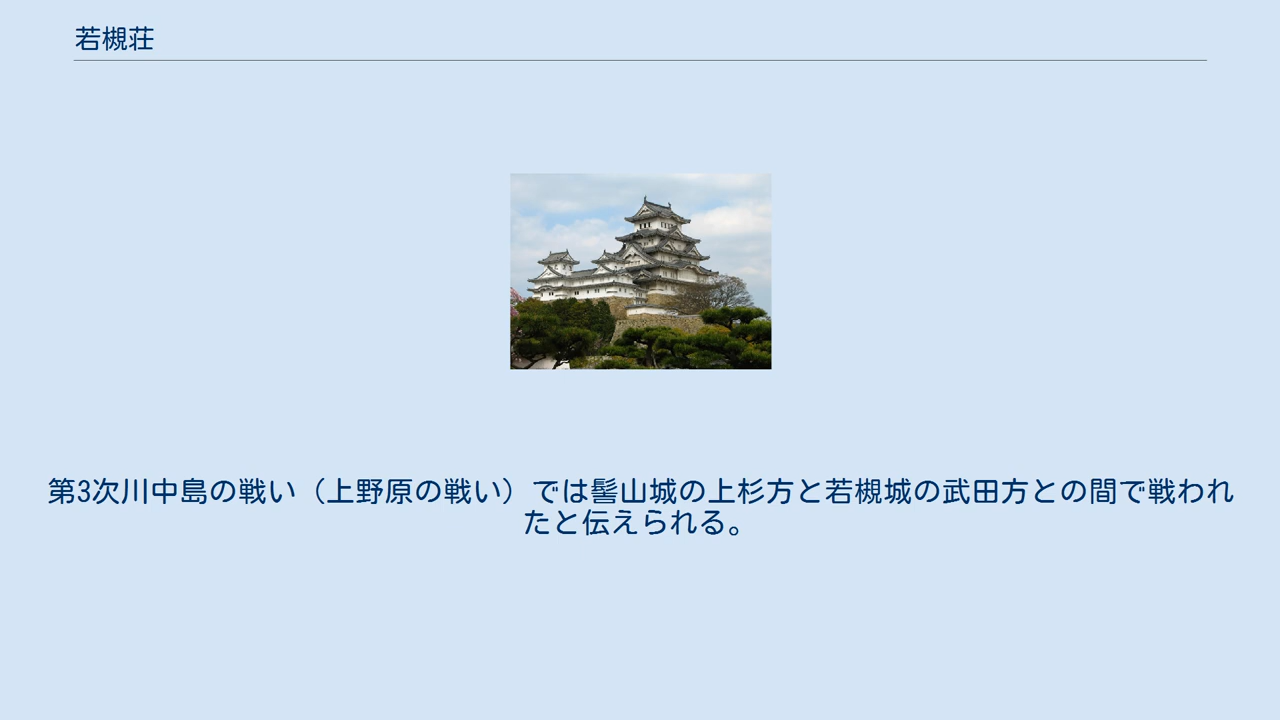 若槻荘
第3次川中島の戦い（上野原の戦い）では髻山城の上杉方と若槻城の武田方との間で戦われ
たと伝えられる。